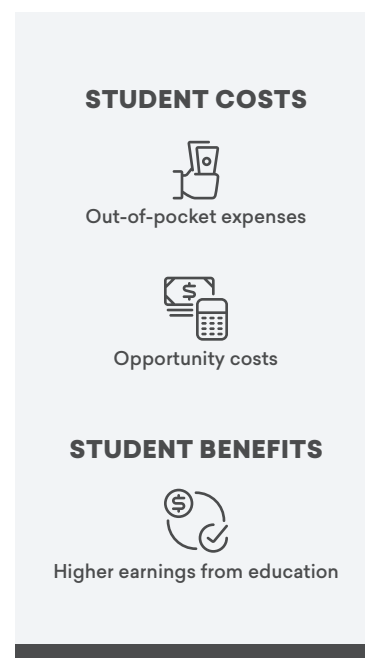 STUDENT COSTS
Out-of-pocket expenses
$
Opportunity costs
STUDENT BENEFITS
$
Higher earnings from education